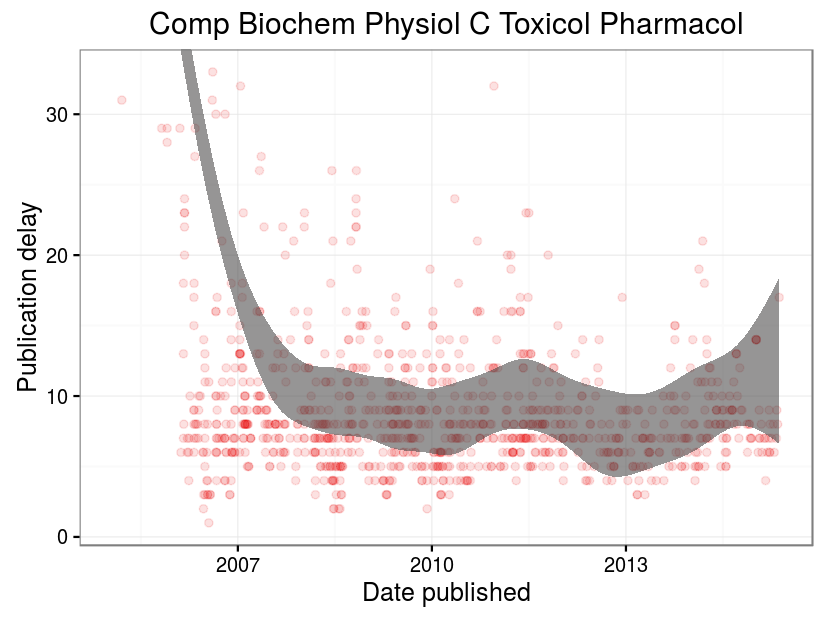 Comp Biochem Physiol C Toxicol Pharmacol
Publication delay
30
20
10
0
2007
2010
2013
Date published